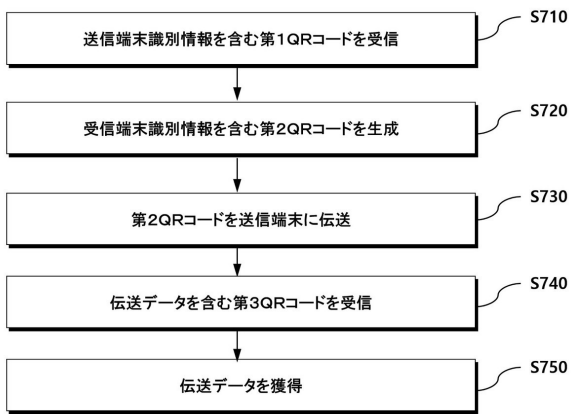 送信端末識別情報を含む第1QRコードを受信
S710
受信端末識別情報を含む第2QRコードを生成
S720
第2QRコードを送信端末に伝送
S730
伝送データを含む第3QRコードを受信
S740
伝送データを獲得
S750